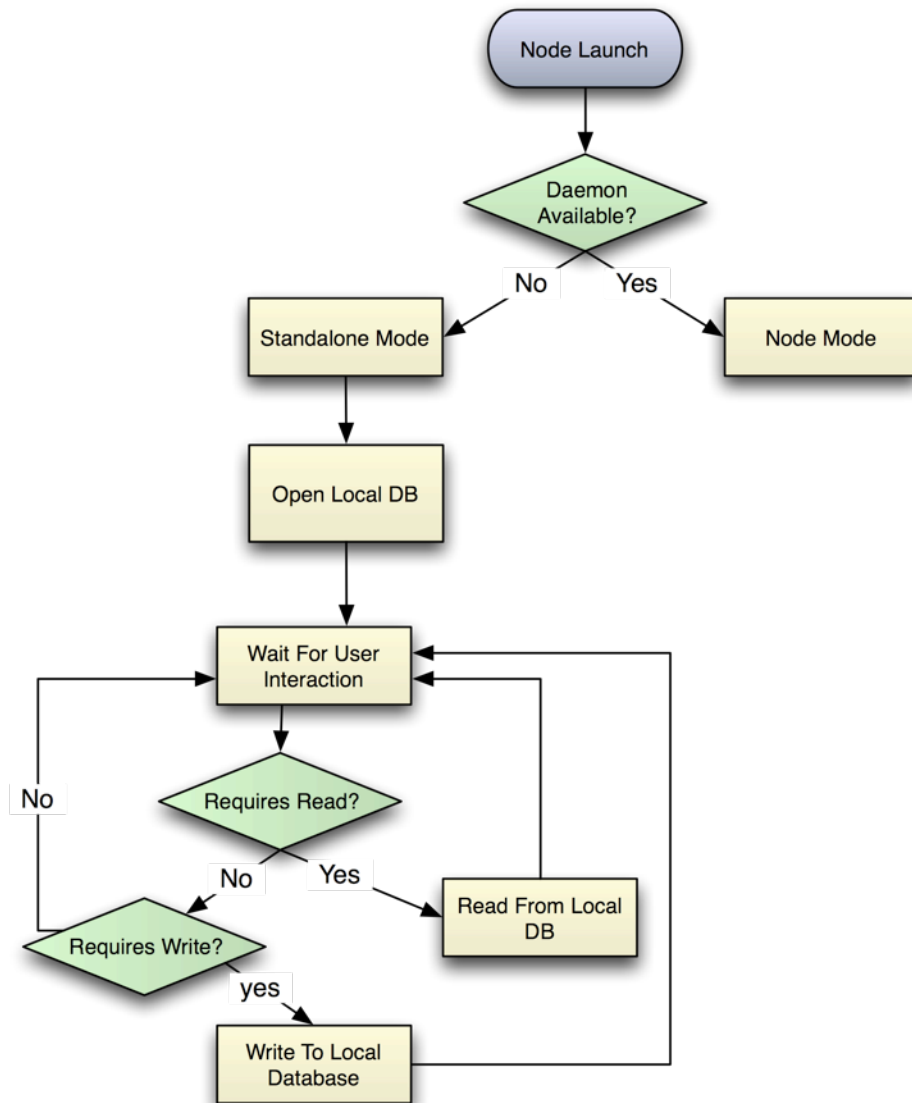 Node Launch
Daemon
Available?
No
Yes
Standalone Mode
Node Mode
Open Local DB
Wait For User
Interaction
No
Requires Read?
No
Yes
Read From Local
DB
Requires Write?
yes
Write To Local
Database